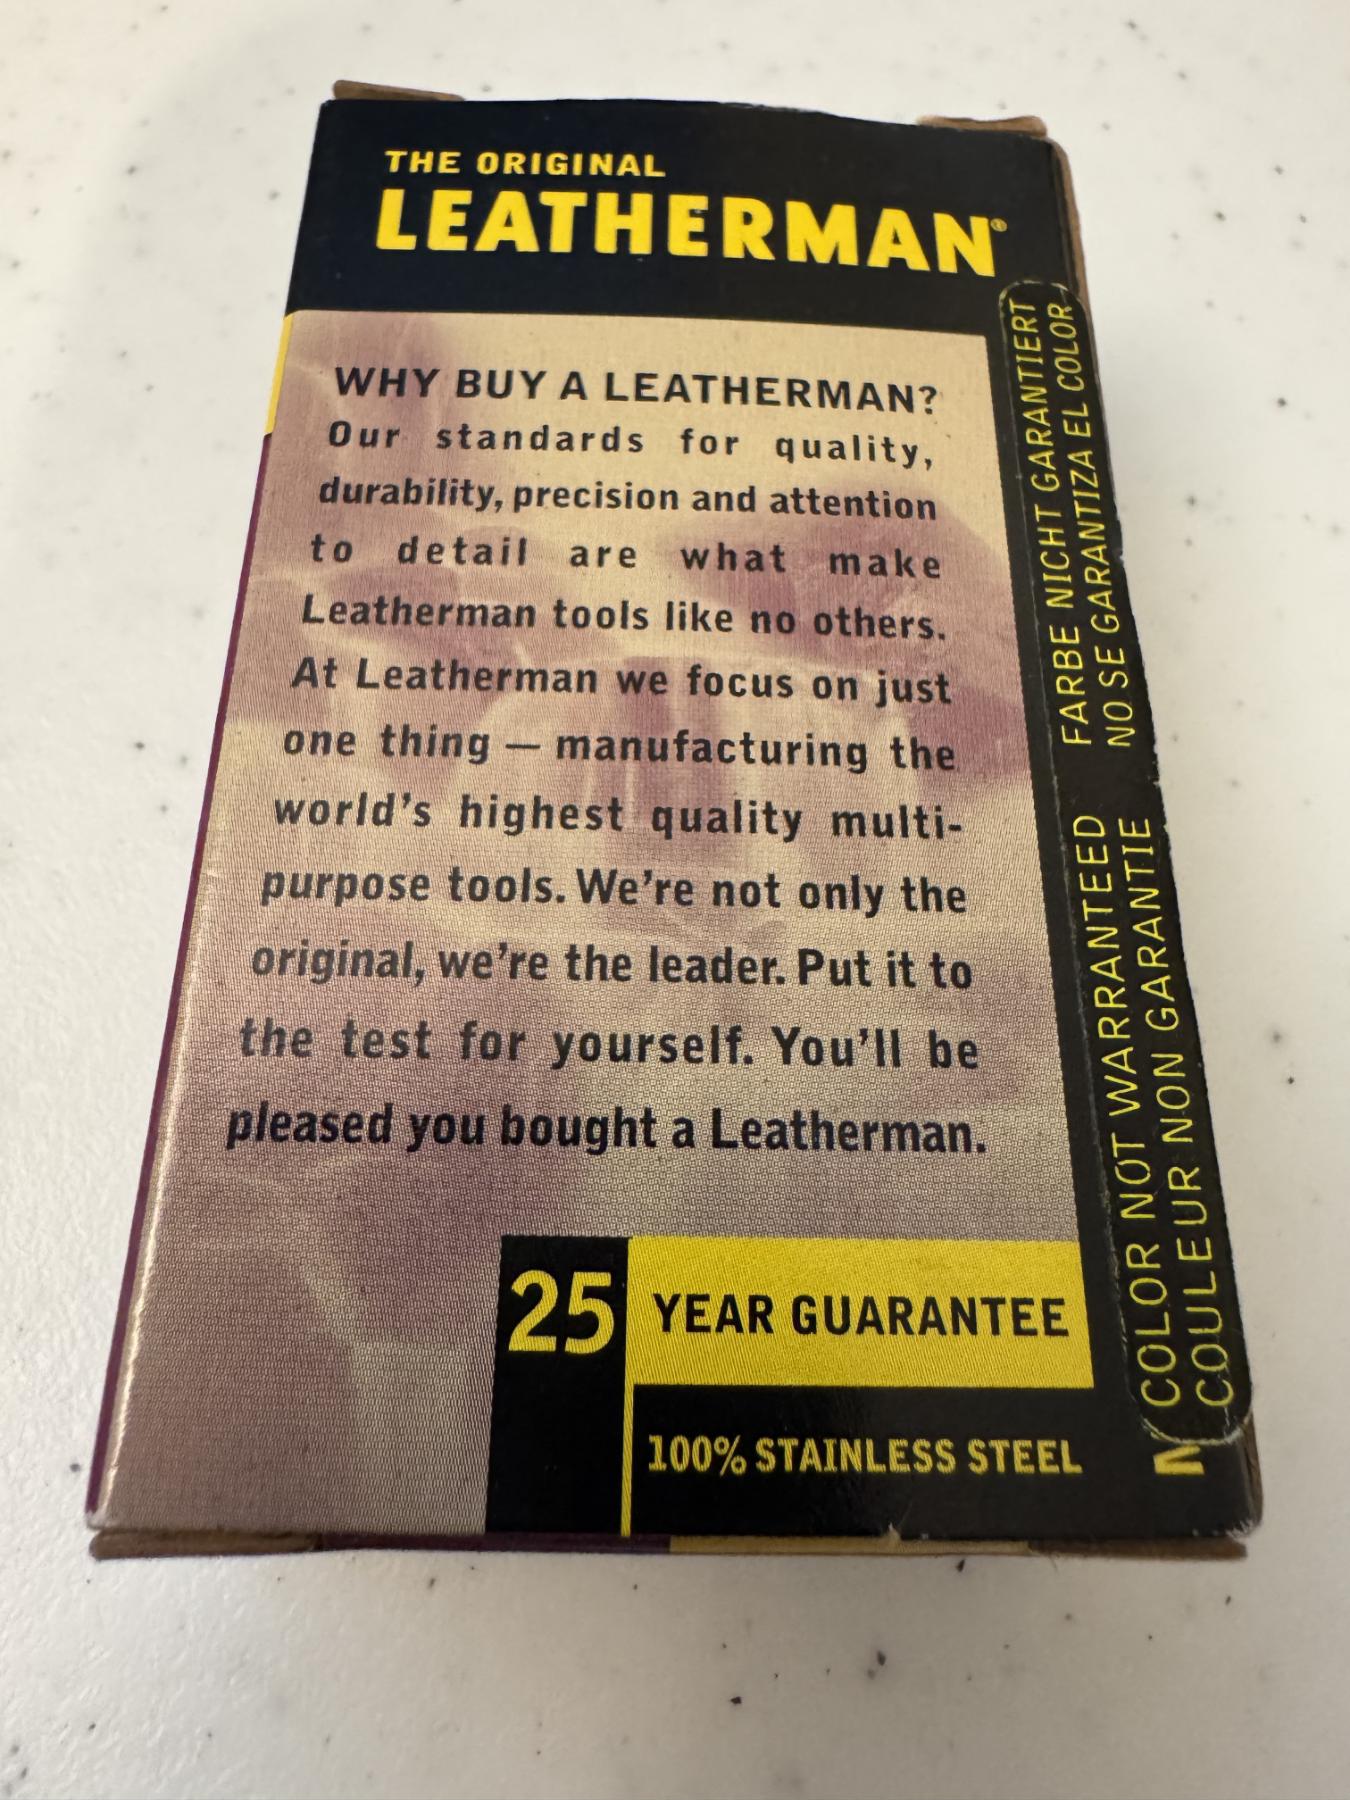 THE ORIGINAL
LEATHERMAN®
WHY BUY A LEATHERMAN?
Our standards for quality,
durability, precision and attention
to detail are what make
Leatherman tools like no others.
At Leatherman we focus on just
one thing — manufacturing the
world's highest quality multi-
purpose tools. We're not only the
original, we're the leader. Put it to
the test for yourself. You'll be
pleased you bought a Leatherman.
25 YEAR GUARANTEE
100% STAINLESS STEEL
COLOR NOT WARRANTEED FARBE NICHT GARANTIERT
COULEUR NON GARANTIE NO SE GARANTIZA EL COLOR